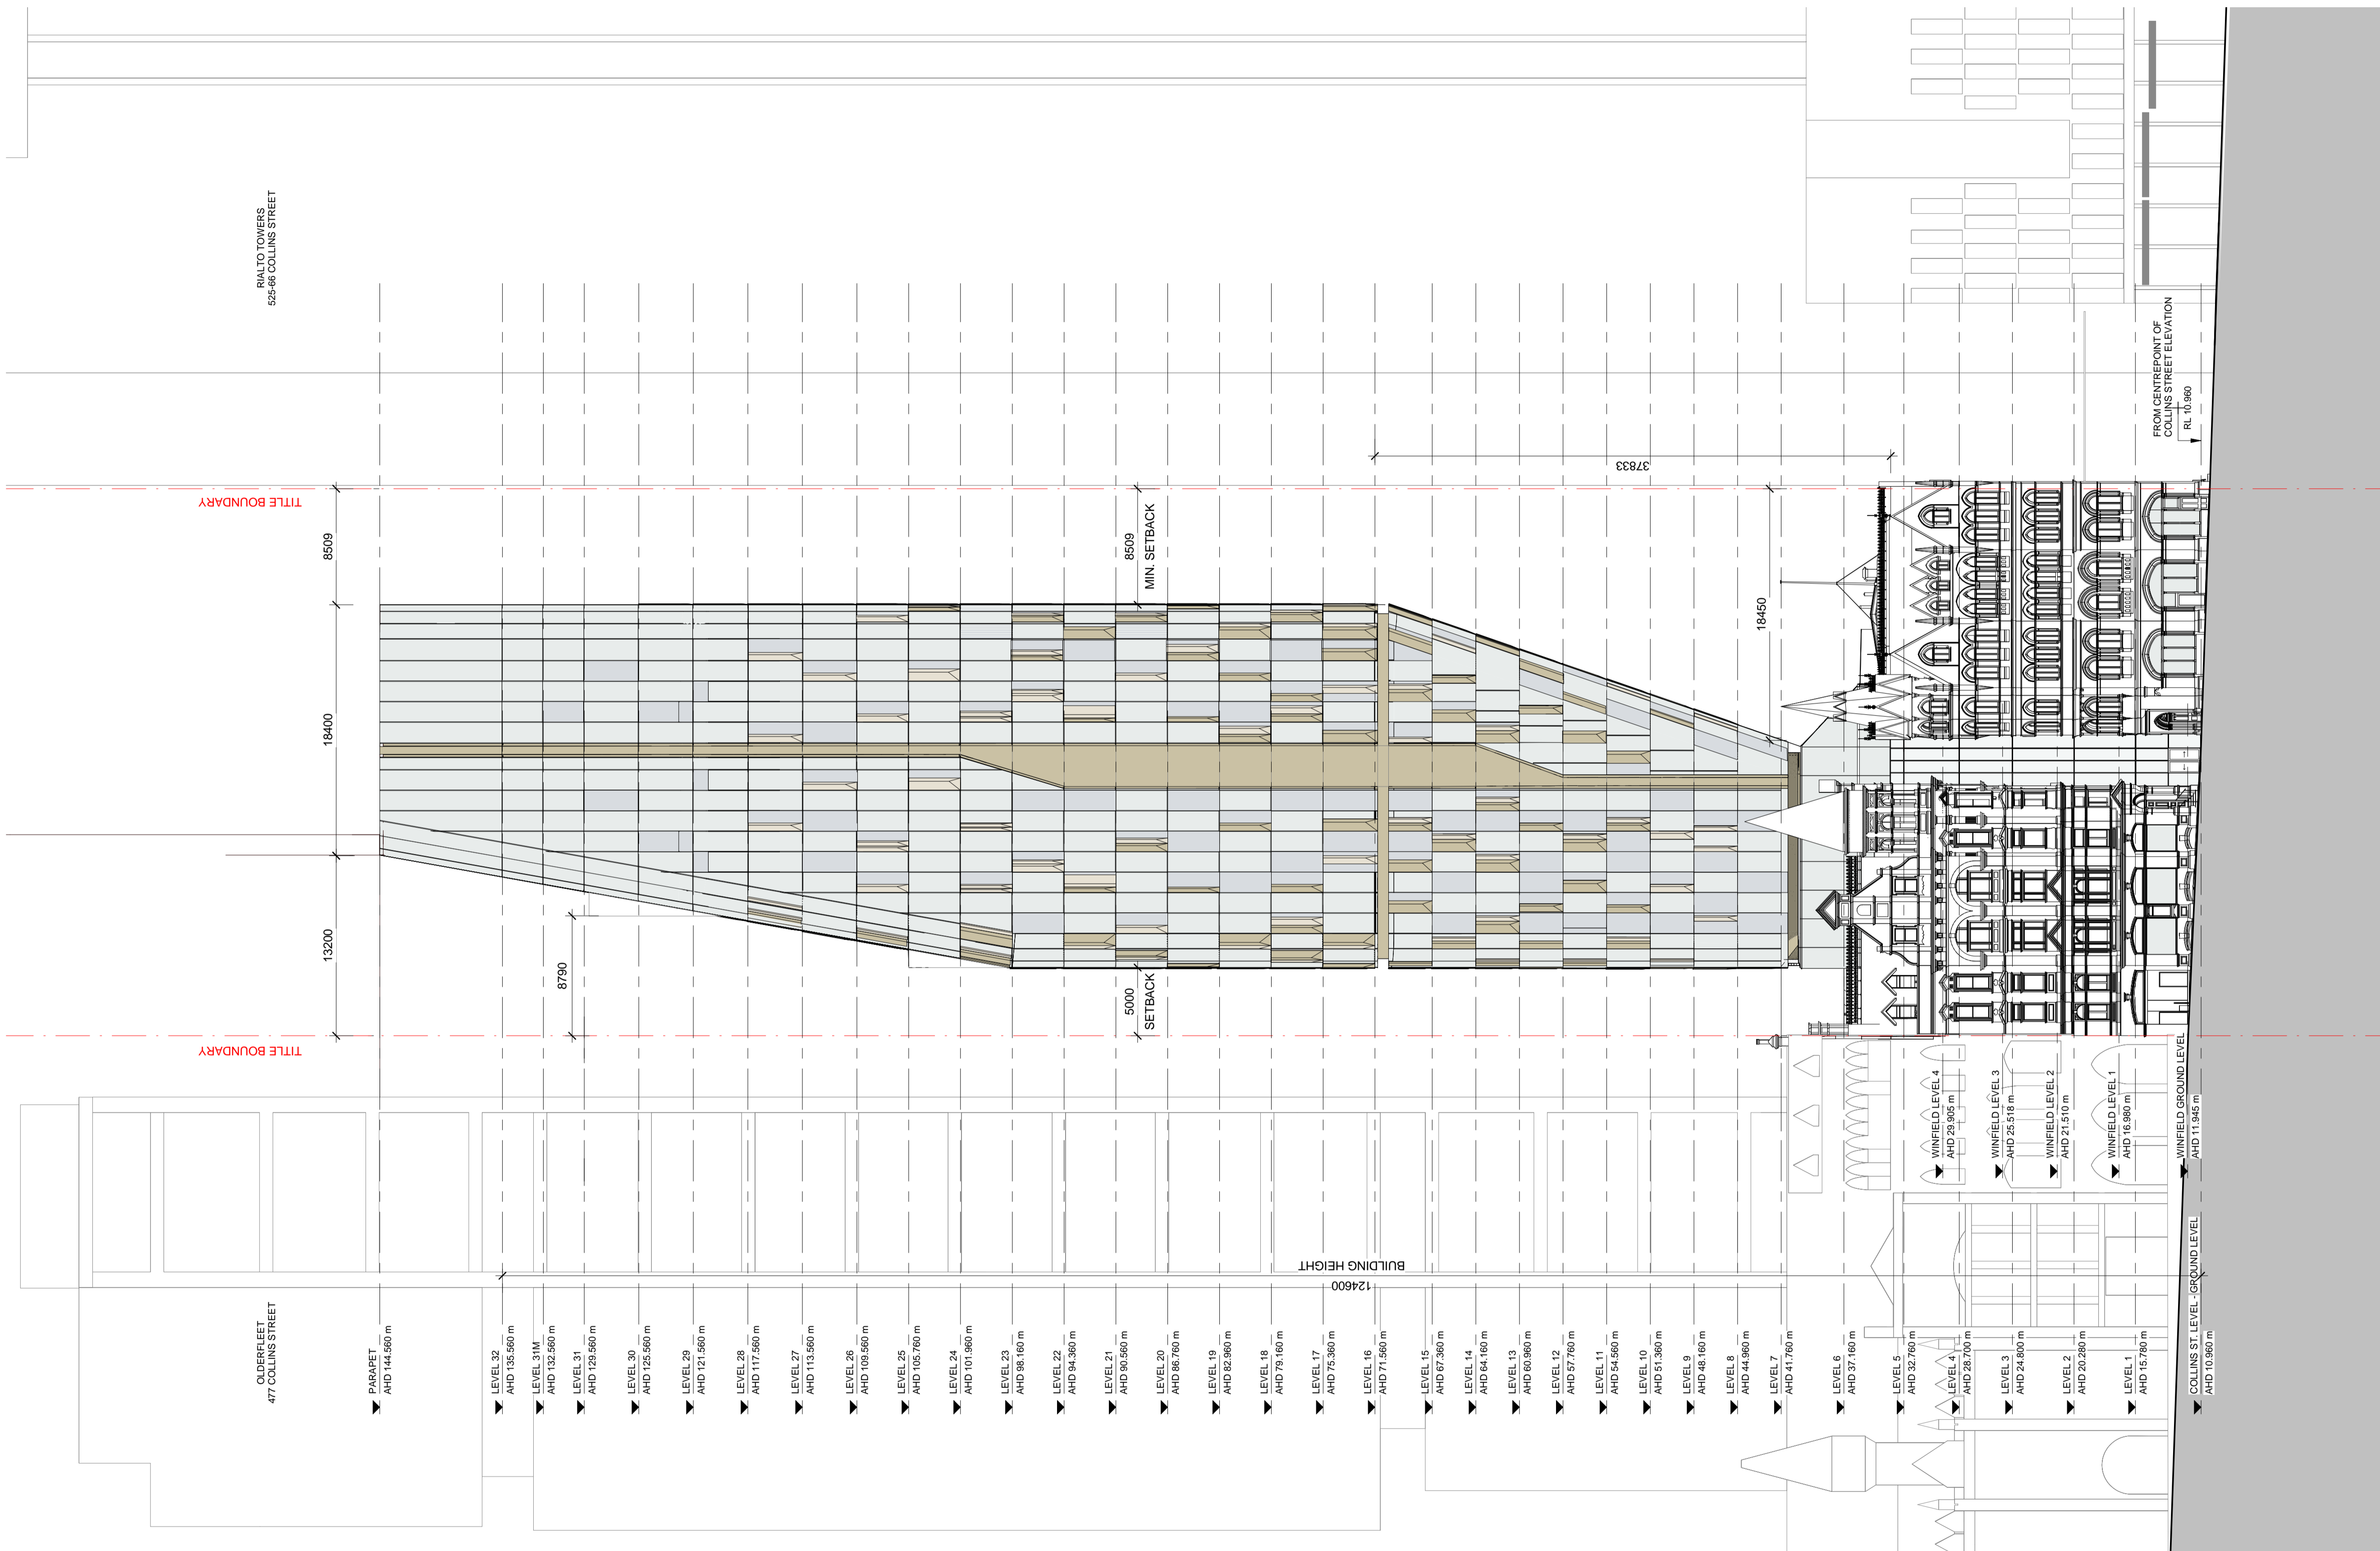 RIALTO TOWERS
525-66 COLLINS STREET
TITLE BOUNDARY
TITLE BOUNDARY
8509
18400
13200
8790
8509
MIN. SETBACK
5000
SETBACK
37833
18450
FROM CENTREPOINT OF
COLLINS STREET ELEVATION
RL 10.960
BUILDING HEIGHT
124600
OLDERFLEET
477 COLLINS STREET
PARAPET
AHD 144.560 m
LEVEL 32
AHD 135.560 m
LEVEL 31M
AHD 132.560 m
LEVEL 31
AHD 129.560 m
LEVEL 30
AHD 125.560 m
LEVEL 29
AHD 121.560 m
LEVEL 28
AHD 117.560 m
LEVEL 27
AHD 113.560 m
LEVEL 26
AHD 109.560 m
LEVEL 25
AHD 105.760 m
LEVEL 24
AHD 101.960 m
LEVEL 23
AHD 98.160 m
LEVEL 22
AHD 94.360 m
LEVEL 21
AHD 90.560 m
LEVEL 20
AHD 86.760 m
LEVEL 19
AHD 82.960 m
LEVEL 18
AHD 79.160 m
LEVEL 17
AHD 75.360 m
LEVEL 16
AHD 71.560 m
LEVEL 15
AHD 67.360 m
LEVEL 14
AHD 64.160 m
LEVEL 13
AHD 60.960 m
LEVEL 12
AHD 57.760 m
LEVEL 11
AHD 54.560 m
LEVEL 10
AHD 51.360 m
LEVEL 9
AHD 48.160 m
LEVEL 8
AHD 44.960 m
LEVEL 7
AHD 41.760 m
LEVEL 6
AHD 37.160 m
LEVEL 5
AHD 32.760 m
LEVEL 4
AHD 28.700 m
LEVEL 3
AHD 24.800 m
LEVEL 2
AHD 20.280 m
LEVEL 1
AHD 15.780 m
COLLINS ST. LEVEL - GROUND LEVEL
AHD 10.960 m
WINFIELD LEVEL 4
AHD 29.905 m
WINFIELD LEVEL 3
AHD 25.518 m
WINFIELD LEVEL 2
AHD 21.510 m
WINFIELD LEVEL 1
AHD 16.980 m
WINFIELD GROUND LEVEL
AHD 11.945 m